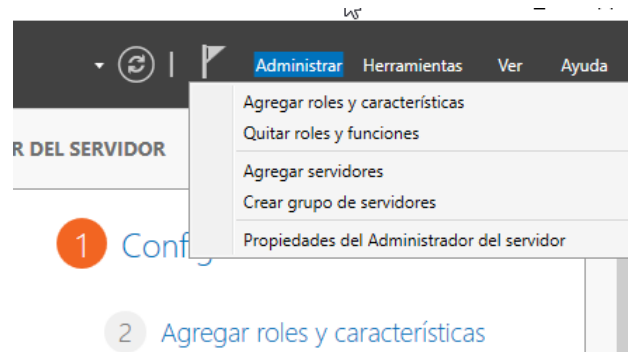 Administrar Herramientas Ver Ayuda
Agregar roles y características
Quitar roles y funciones
R DEL SERVIDOR
Agregar servidores
Crear grupo de servidores
Propiedades del Administrador del servidor
1 Conf
2 Agregar roles y características